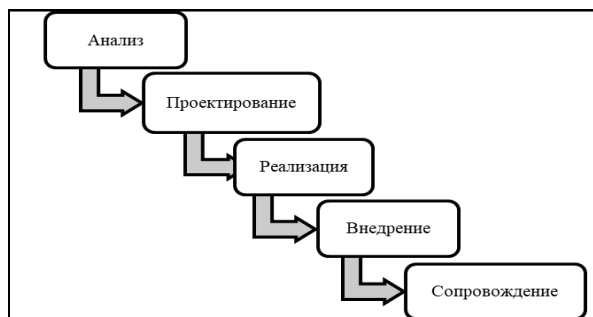 Анализ
Проектирование
Реализация
Внедрение
Сопровождение